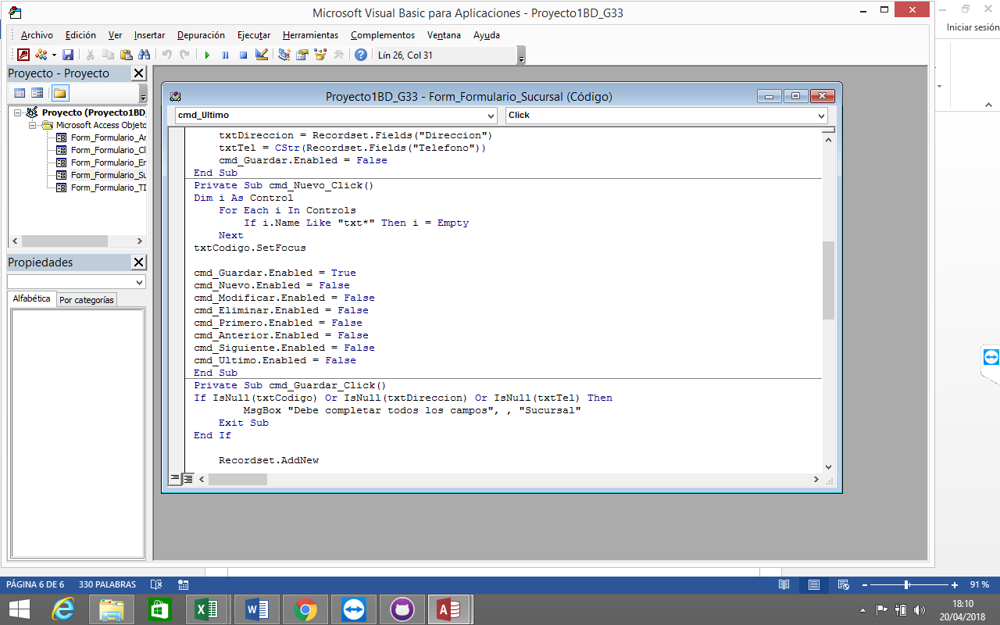 Microsoft Visual Basic para Aplicaciones - Proyecto1BD_G33
Iniciar sesión
Archivo Edición Ver Insertar Depuración Ejecutar Herramientas Complementos Ventana Ayuda
Lín 26, Col 31
Proyecto - Proyecto
Proyecto (Proyecto1BD_
Microsoft Access Objeto
Form_Formulario_Ar
Form_Formulario_Cl
Form_Formulario_Em
Form_Formulario_Su
Form_Formulario_TI
Propiedades
Alfabética Por categorías
Proyecto1BD_G33 - Form_Formulario_Sucursal (Código)
cmd_Ultimo Click
txtDireccion = Recordset.Fields("Direccion")
txtTel = CStr(Recordset.Fields("Telefono"))
cmd_Guardar.Enabled = False
End Sub
Private Sub cmd_Nuevo_Click()
Dim i As Control
For Each i In Controls
If i.Name Like "txt*" Then i = Empty
Next
txtCodigo.SetFocus
cmd_Guardar.Enabled = True
cmd_Nuevo.Enabled = False
cmd_Modificar.Enabled = False
cmd_Eliminar.Enabled = False
cmd_Primero.Enabled = False
cmd_Anterior.Enabled = False
cmd_Siguiente.Enabled = False
cmd_Ultimo.Enabled = False
End Sub
Private Sub cmd_Guardar_Click()
If IsNull(txtCodigo) Or IsNull(txtDireccion) Or IsNull(txtTel) Then
MsgBox "Debe completar todos los campos", , "Sucursal"
Exit Sub
End If
Recordset.AddNew
PÁGINA 6 DE 6 330 PALABRAS 91 %
18:10
20/04/2018